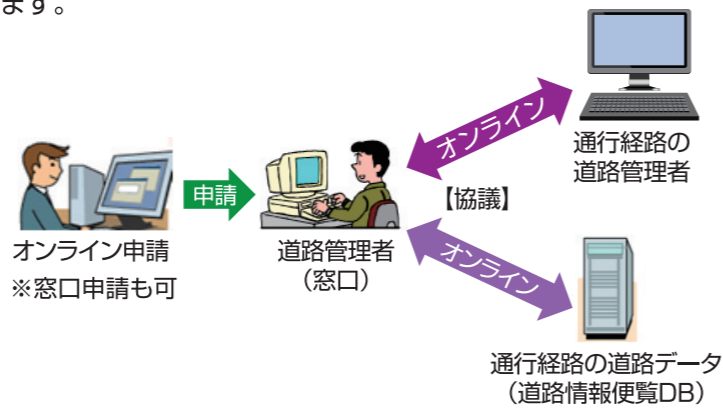 ます。
オンライン申請
※窓口申請も可
申請
道路管理者
（窓口）
オンライン
【協議】
オンライン
通行経路の
道路管理者
通行経路の道路データ
（道路情報便覧DB）